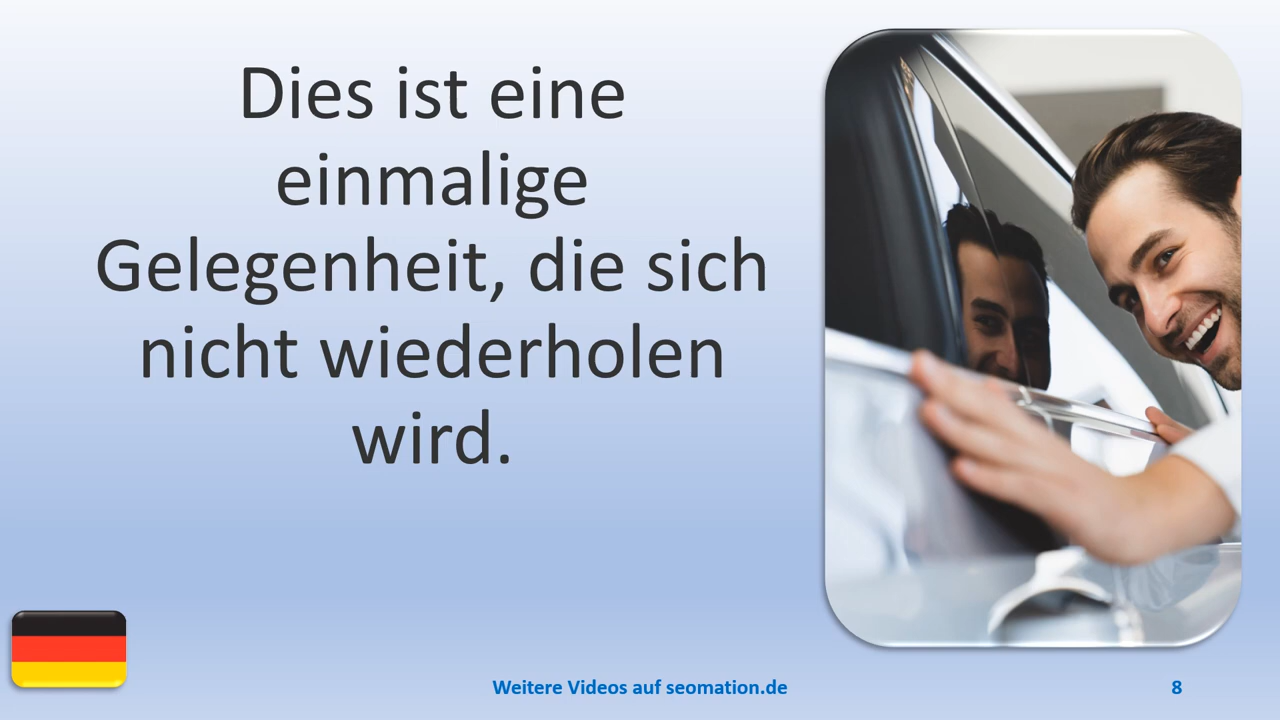 Dies ist eine
einmalige
Gelegenheit, die sich
nicht wiederholen
wird.
Weitere Videos auf seomation.de
8